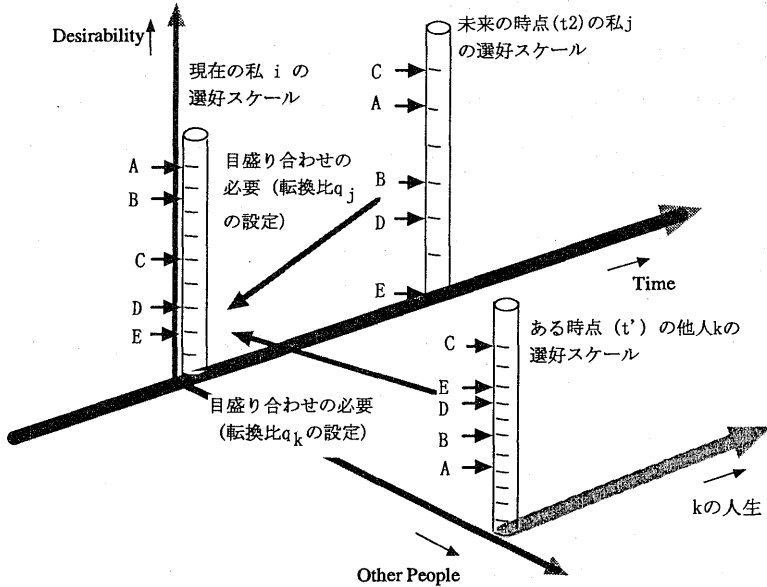 Desirability
現在の私 i の
選好スケール
A
B
C
D
E
目盛り合わせの
必要（転換比qj
の設定）
未来の時点(t2)の私j
の選好スケール
C
A
B
D
E
Time
ある時点（t'）の他人kの
選好スケール
C
E
D
B
A
目盛り合わせの必要
（転換比qkの設定）
kの人生
Other People